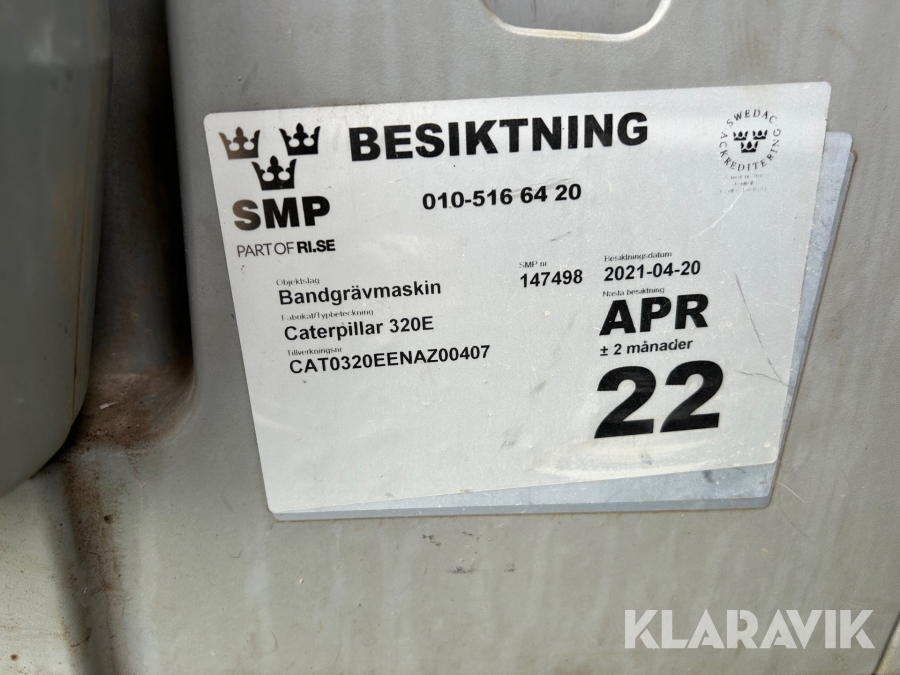 BESIKTNING
SWEDAC
ACKREDITERING
010-516 64 20
SMP
PART OF RI.SE
Objektslag
Bandgrävmaskin
Fabrikat/Typbeteckning
Caterpillar 320E
Tillverkningsnr
CAT0320EENAZ00407
SMP nr
147498
Besiktningsdatum
2021-04-20
Nästa besiktning
APR
± 2 månader
22
KLARAVIK